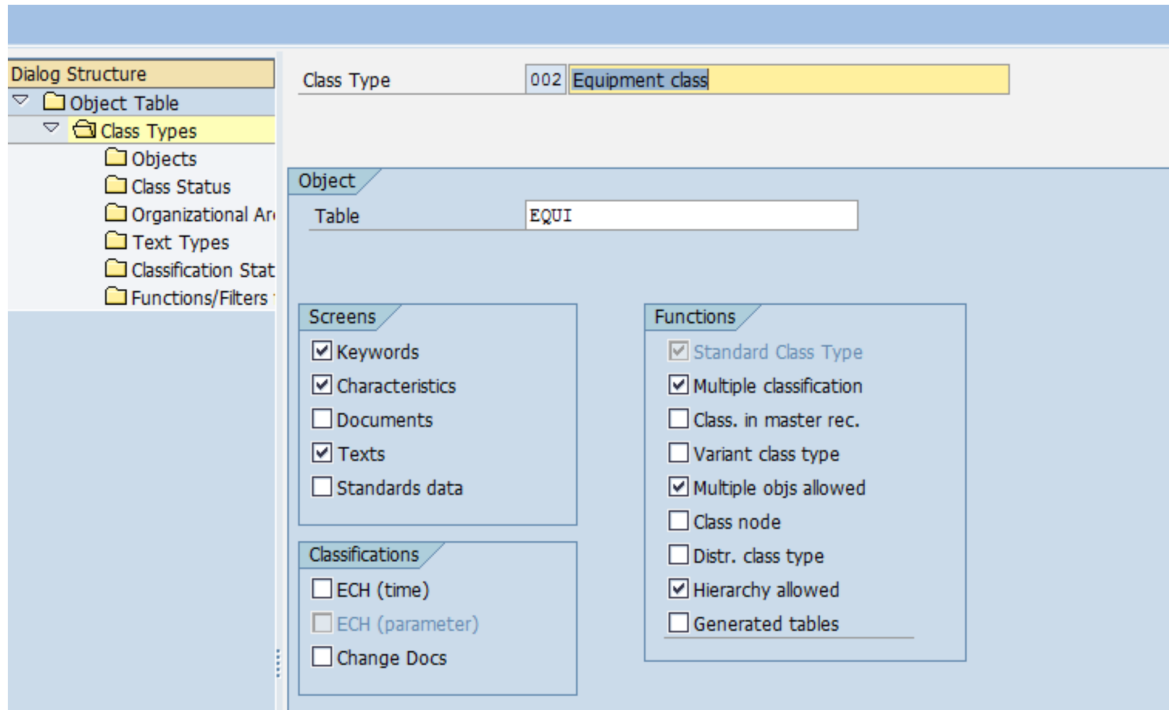 Dialog Structure
Object Table
Class Types
Objects
Class Status
Organizational Ar
Text Types
Classification Stat
Functions/Filters
Class Type 002 Equipment class
Object
Table EQUI
Screens
Keywords
Characteristics
Documents
Texts
Standards data
Classifications
ECH (time)
ECH (parameter)
Change Docs
Functions
Standard Class Type
Multiple classification
Class. in master rec.
Variant class type
Multiple objs allowed
Class node
Distr. class type
Hierarchy allowed
Generated tables